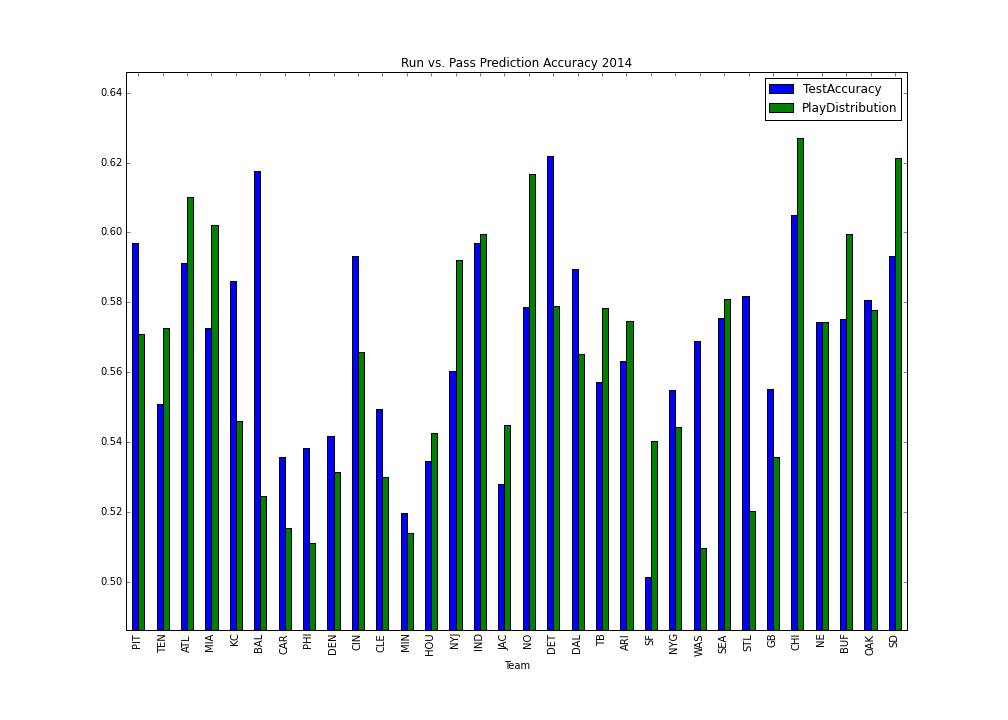 Run vs. Pass Prediction Accuracy 2014
TestAccuracy
PlayDistribution
0.64
0.62
0.60
0.58
0.56
0.54
0.52
0.50
PIT TEN ATL MIA KC BAL CAR PHI DEN CIN CLE MIN HOU NYJ IND JAC NO DET DAL TB ARI SF NYG WAS SEA STL GB CHI NE BUF OAK SD
Team